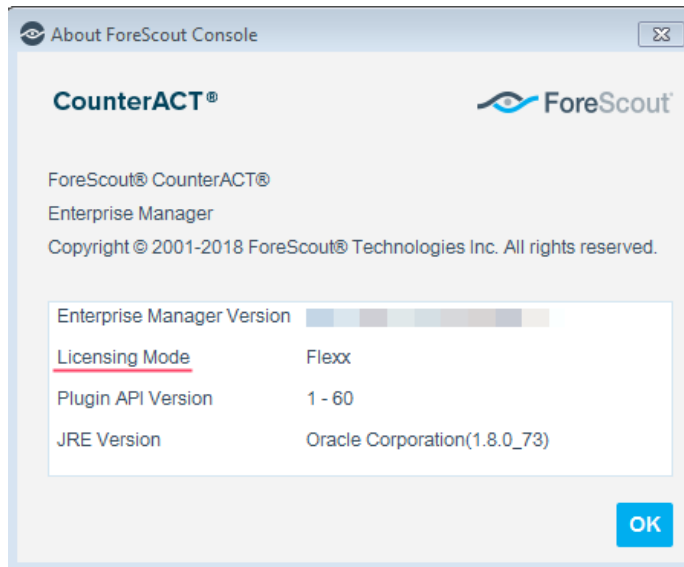 About ForeScout Console
CounterACT®
ForeScout
ForeScout® CounterACT®
Enterprise Manager
Copyright © 2001-2018 ForeScout® Technologies Inc. All rights reserved.
Enterprise Manager Version
Licensing Mode Flexx
Plugin API Version 1 - 60
JRE Version Oracle Corporation(1.8.0_73)
OK